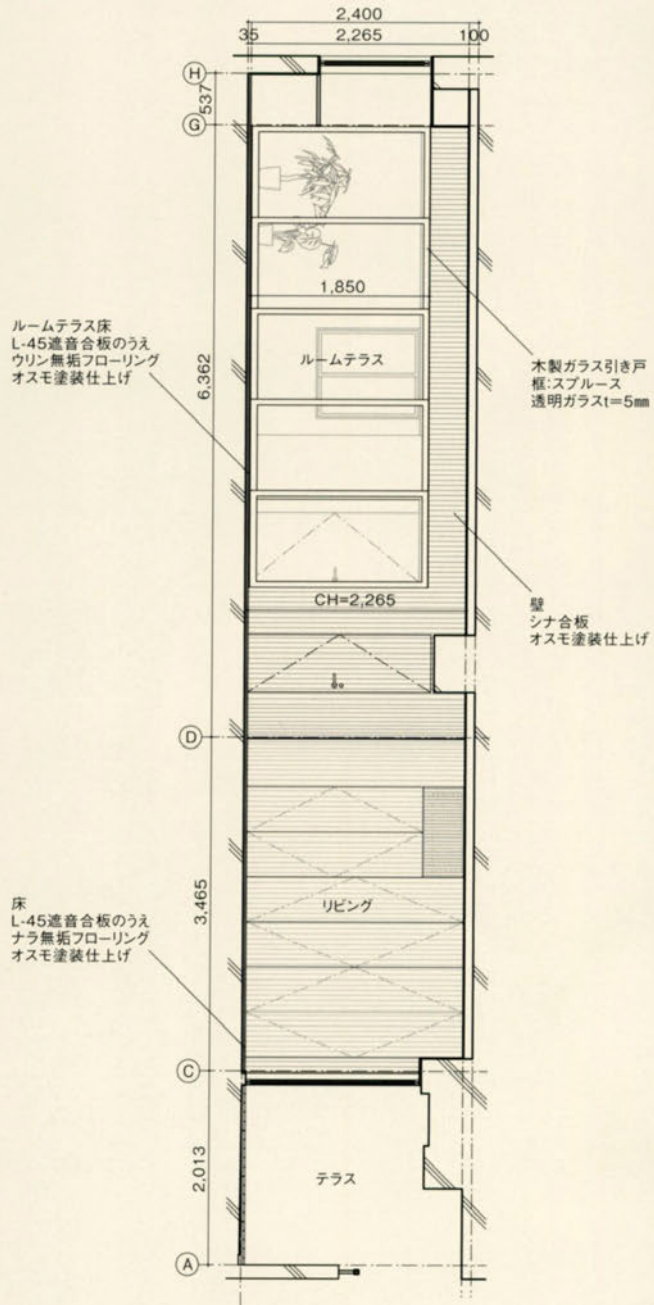 2,400
35 2,265 100
H
537
G
1,850
ルームテラス床
L-45遮音合板のうえ
ウリン無垢フローリング
オスモ塗装仕上げ
6,362
ルームテラス
木製ガラス引き戸
框:スプルース
透明ガラスt=5㎜
CH=2,265
壁
シナ合板
オスモ塗装仕上げ
D
床
L-45遮音合板のうえ
ナラ無垢フローリング
オスモ塗装仕上げ
3,465
リビング
C
2,013
テラス
A